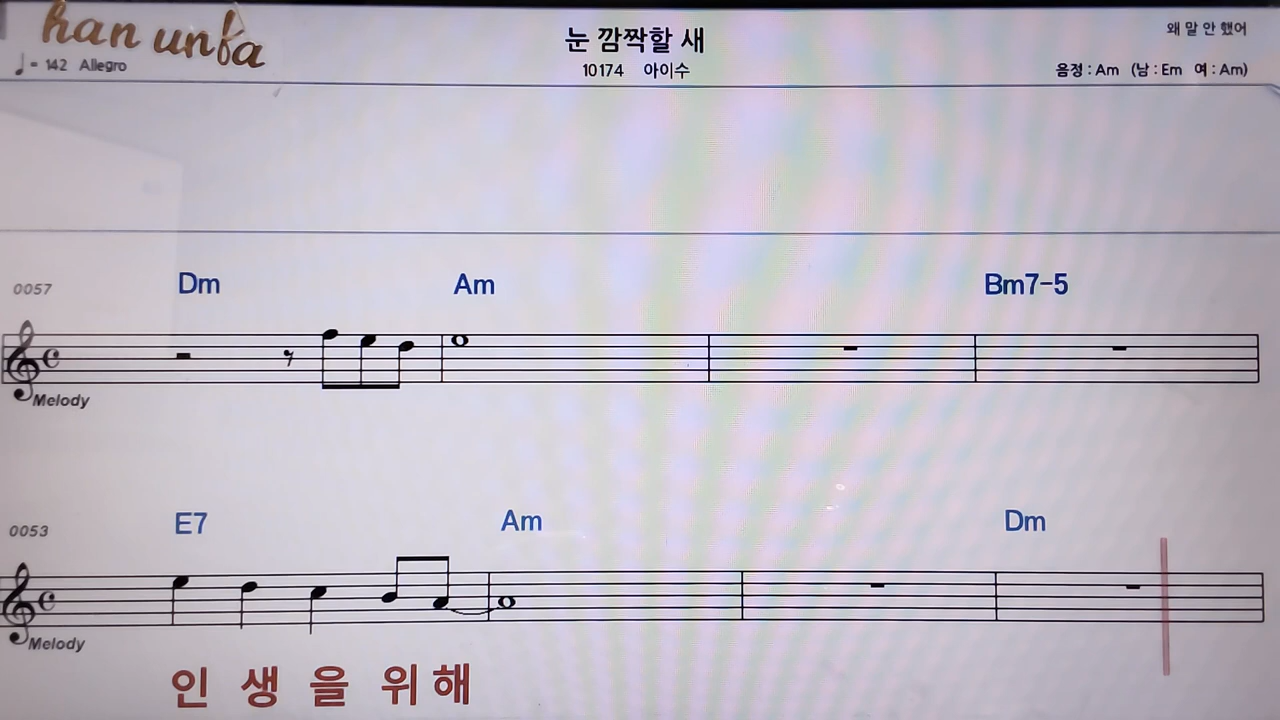 han unba
♩= 142 Allegro
눈 깜짝할 새
10174 아이수
왜 말 안 했어
음정 : Am (남 : Em 여 : Am)
0057 Dm Am Bm7-5
Melody
0053 E7 Am Dm
Melody
인 생 을 위 해